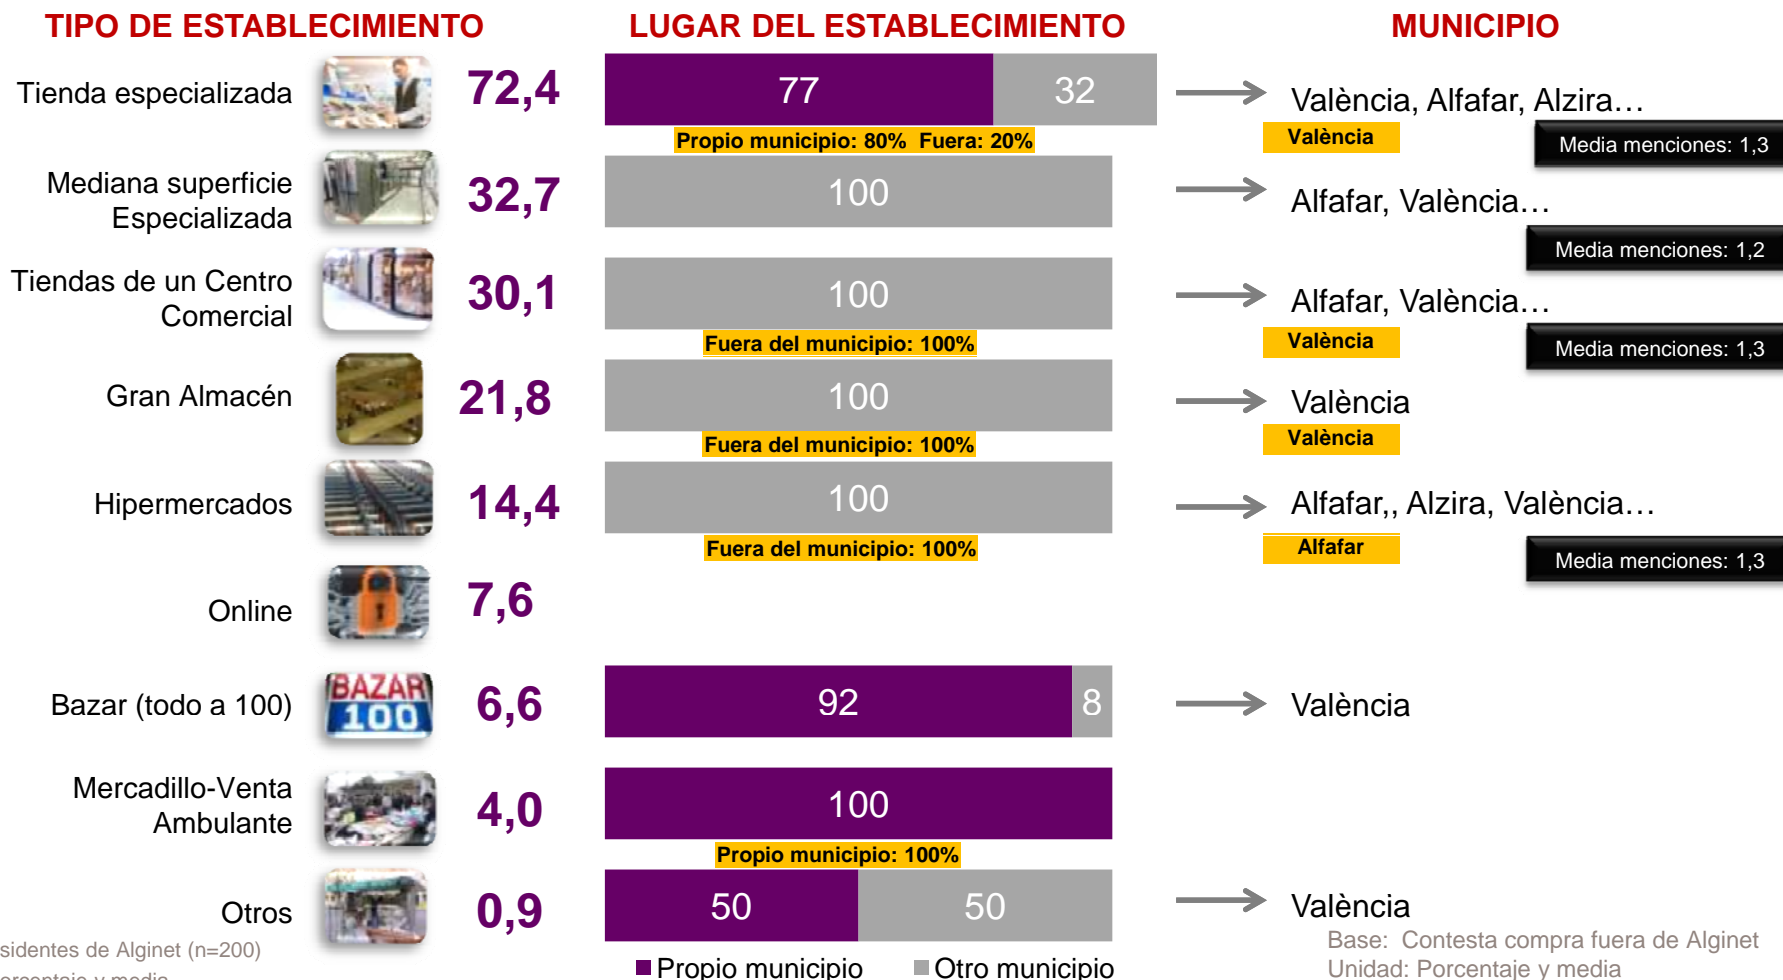 TIPO DE ESTABLECIMIENTO
LUGAR DEL ESTABLECIMIENTO
MUNICIPIO
Tienda especializada
72,4
77
32
València, Alfafar, Alzira…
Propio municipio: 80%  Fuera: 20%
València
Media menciones: 1,3
Mediana superficie
Especializada
32,7
100
Alfafar, València…
Media menciones: 1,2
Tiendas de un Centro
Comercial
30,1
100
Alfafar, València…
Fuera del municipio: 100%
València
Media menciones: 1,3
Gran Almacén
21,8
100
València
Fuera del municipio: 100%
València
Hipermercados
14,4
100
Alfafar,, Alzira, València…
Fuera del municipio: 100%
Alfafar
Media menciones: 1,3
Online
7,6
Bazar (todo a 100)
BAZAR
100
6,6
92
8
València
Mercadillo-Venta
Ambulante
4,0
100
Propio municipio: 100%
Otros
0,9
50
50
València
sidentes de Alginet (n=200)
orcentaje y media
Propio municipio
Otro municipio
Base:  Contesta compra fuera de Alginet
Unidad: Porcentaje y media